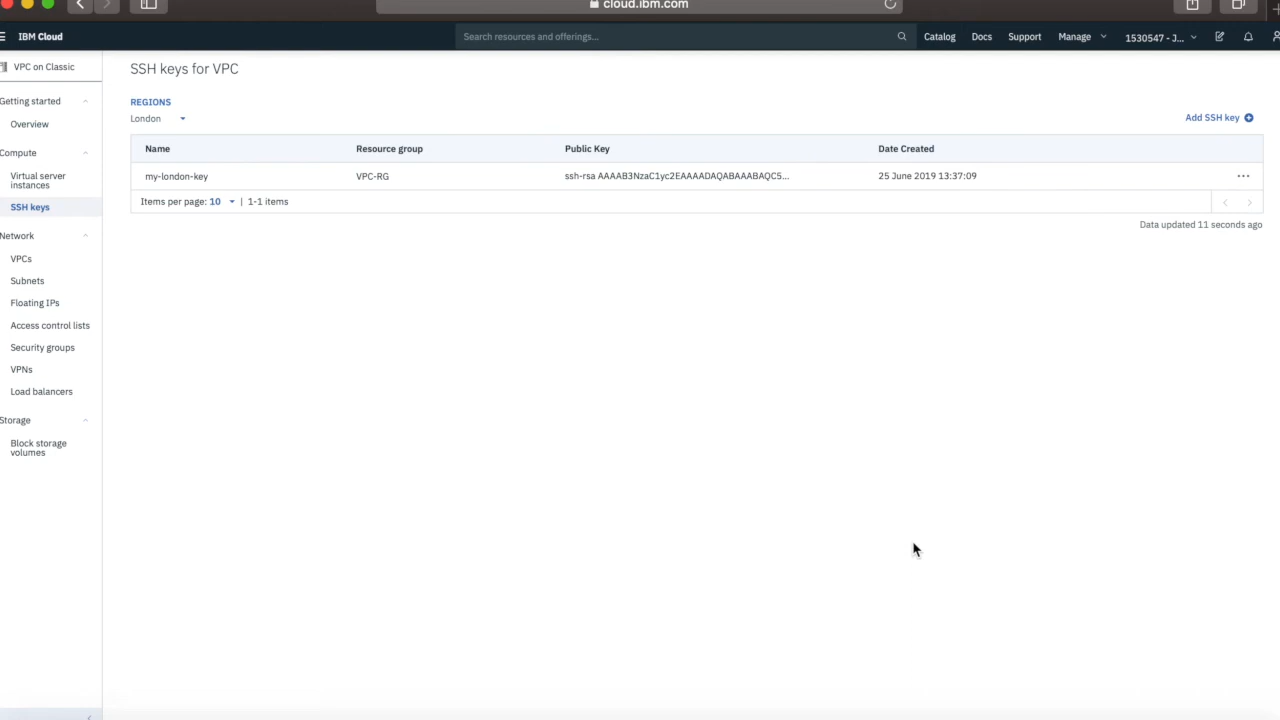 cloud.ibm.com
IBM Cloud
Search resources and offerings...
Catalog
Docs
Support
Manage
1530547 - J...
VPC on Classic
Getting started
Overview
Compute
Virtual server
instances
SSH keys
Network
VPCs
Subnets
Floating IPs
Access control lists
Security groups
VPNs
Load balancers
Storage
Block storage
volumes
SSH keys for VPC
REGIONS
London
Add SSH key
Name Resource group Public Key Date Created
my-london-key VPC-RG ssh-rsa AAAAB3NzaC1yc2EAAAADAQABAAABAQC5... 25 June 2019 13:37:09
Items per page: 10 | 1-1 items
Data updated 11 seconds ago